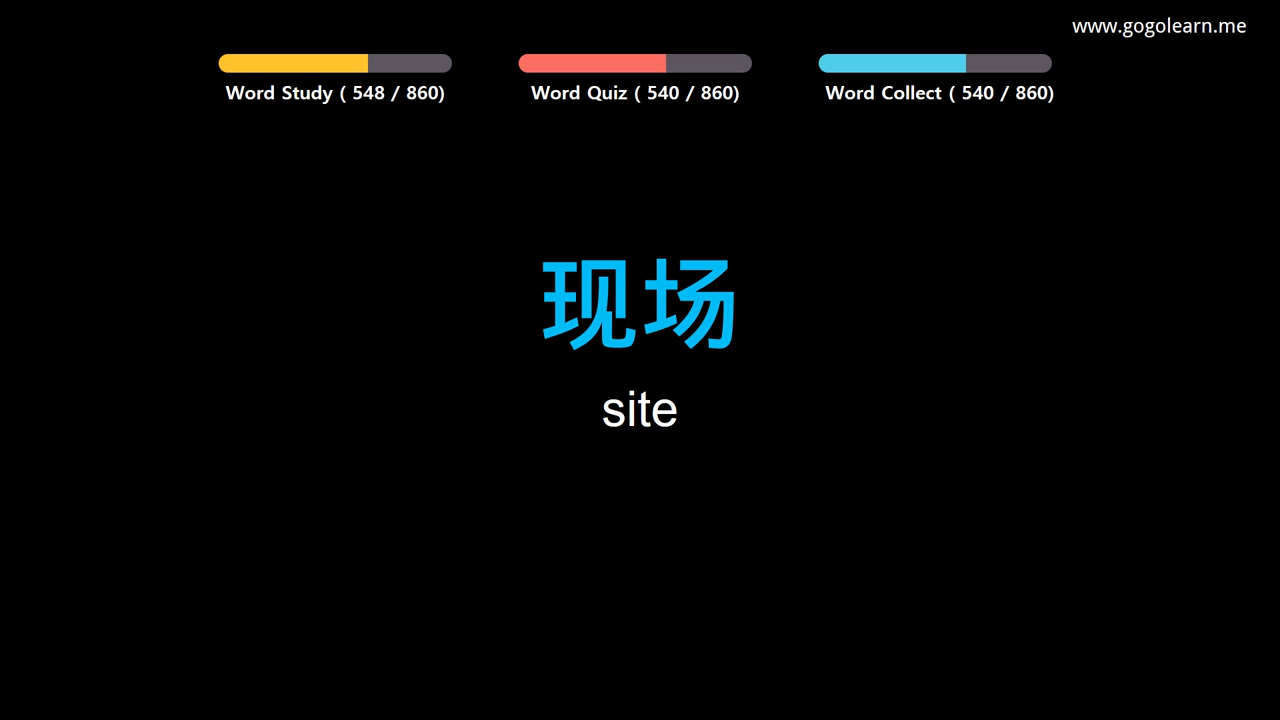 www.gogolearn.me
Word Study ( 548 / 860)
Word Quiz ( 540 / 860)
Word Collect ( 540 / 860)
现场
site